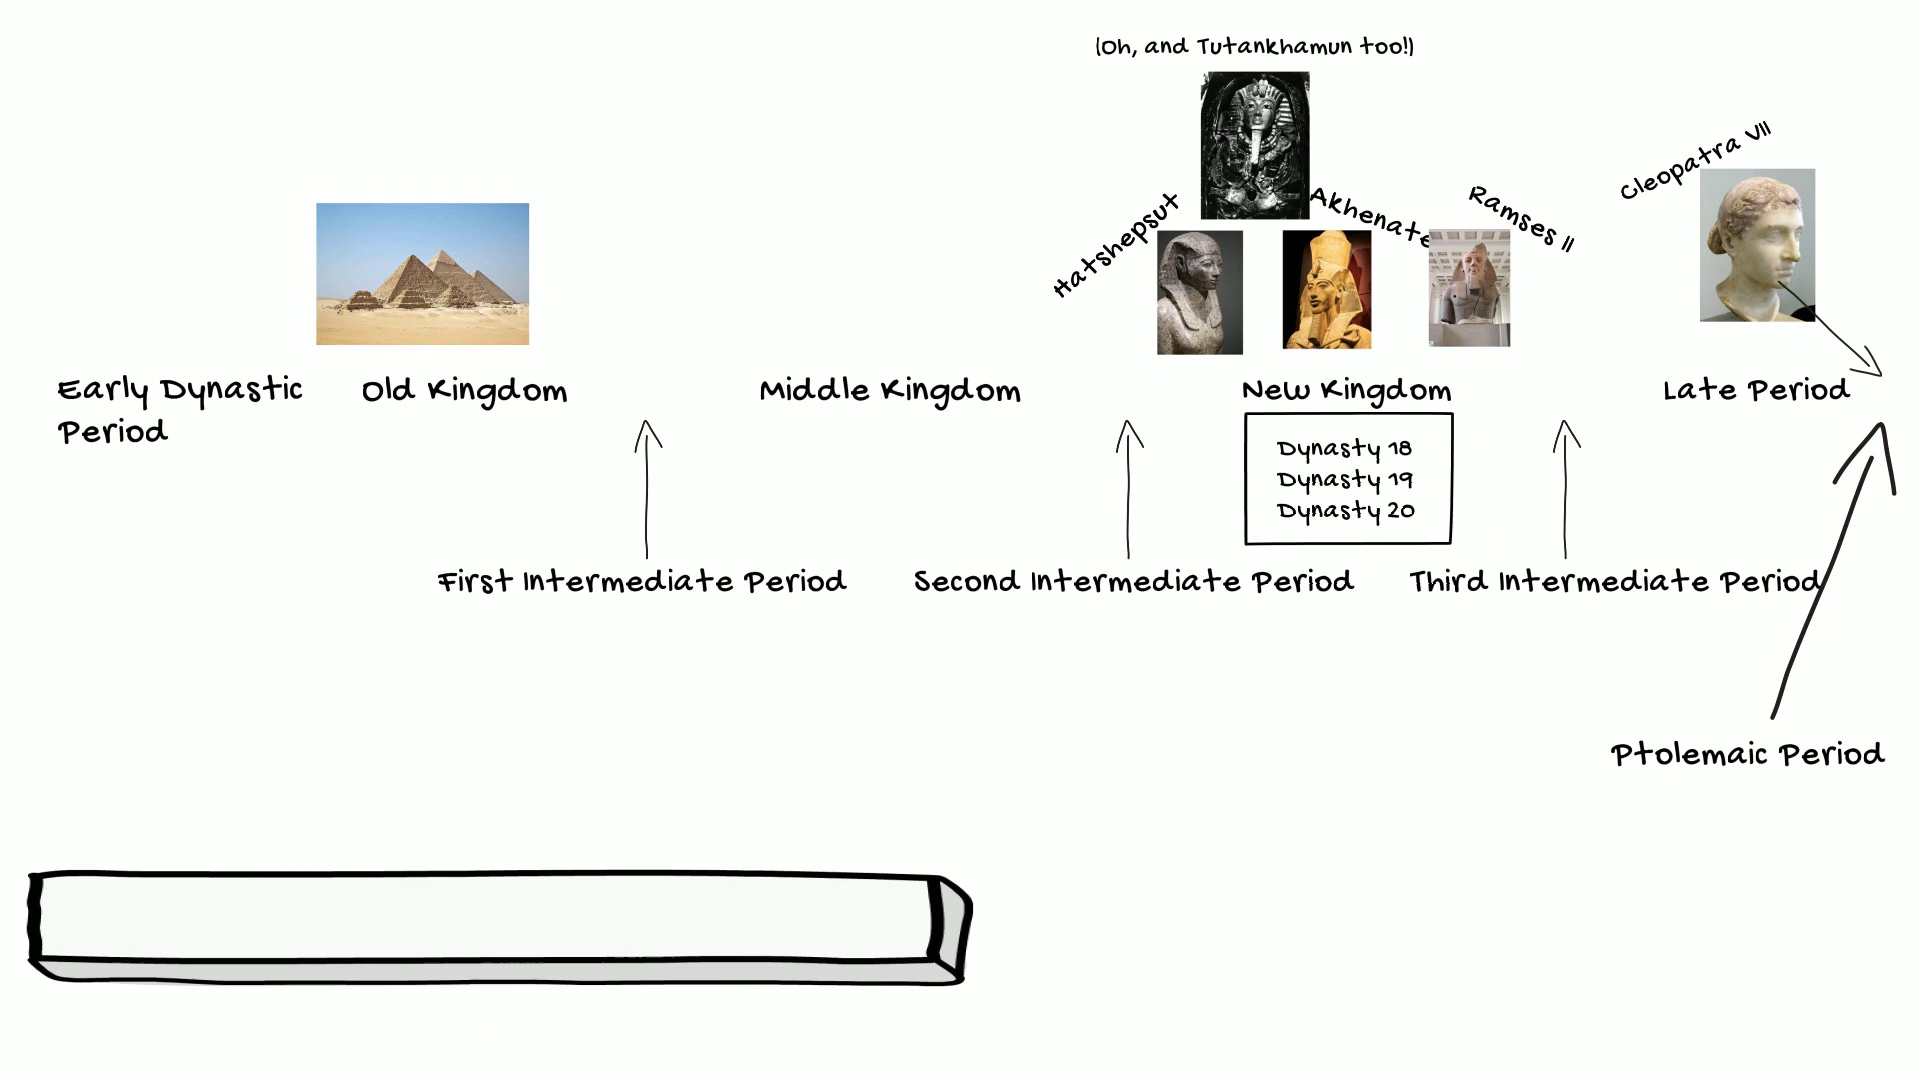 (Oh, and Tutankhamun too!)
Cleopatra VII
Hatshepsut
Akhenate
Ramses II
Early Dynastic
Period
Old Kingdom
Middle Kingdom
New Kingdom
Late Period
Dynasty 18
Dynasty 19
Dynasty 20
First Intermediate Period
Second Intermediate Period
Third Intermediate Period
Ptolemaic Period